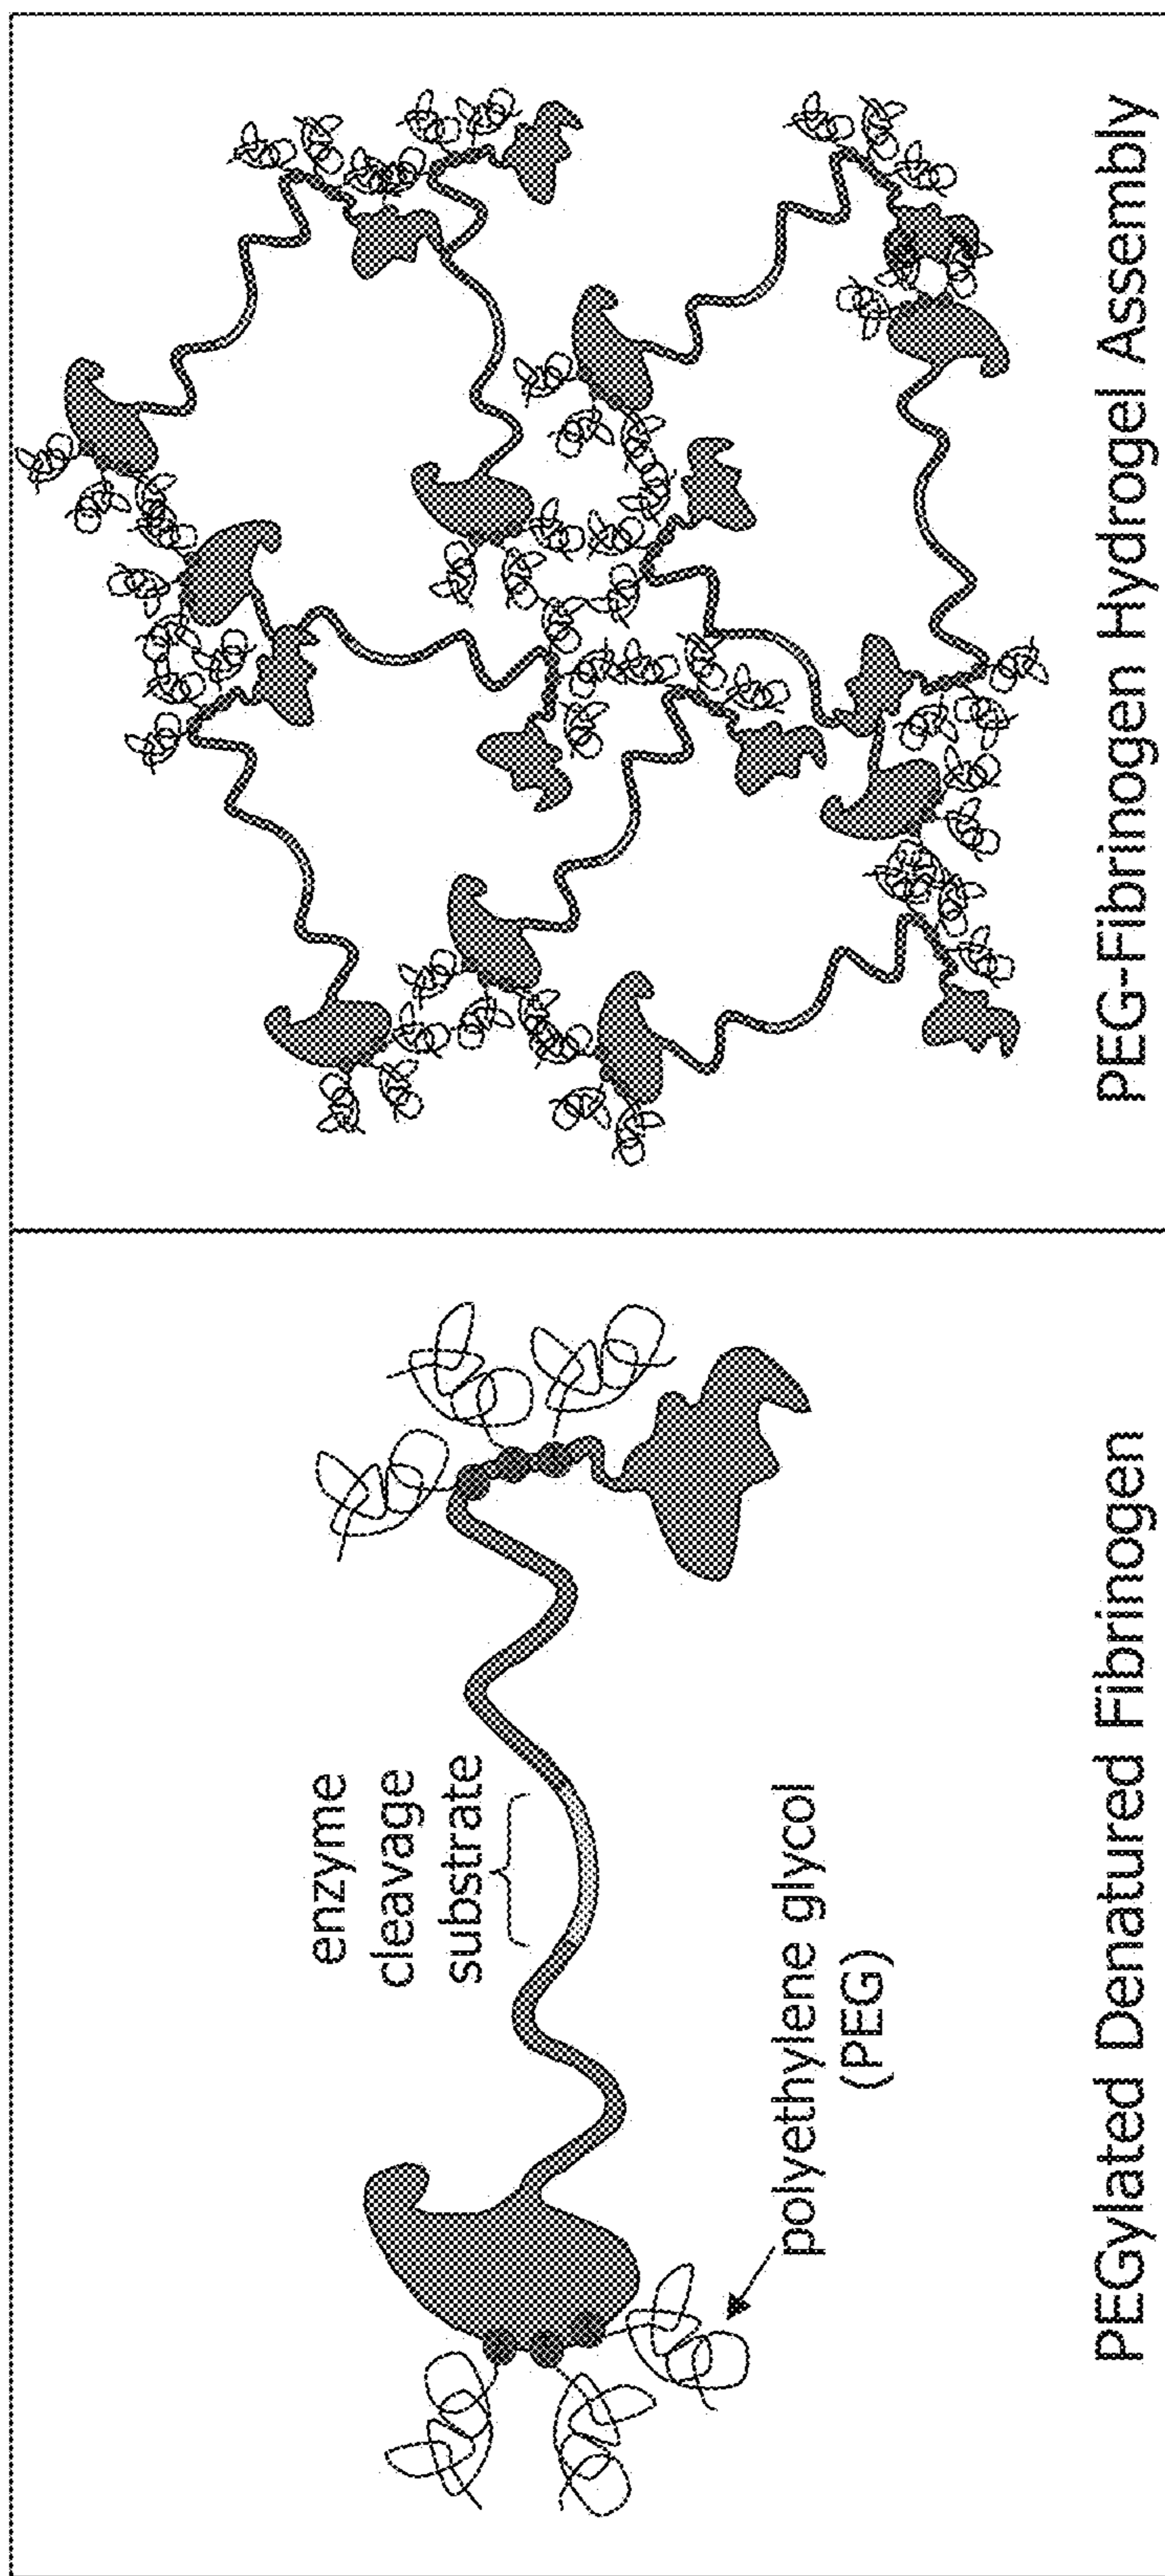 enzyme
cleavage
substrate
polyethylene glycol
(PEG)
PEGylated Denatured Fibrinogen
PEG-Fibrinogen Hydrogel Assembly